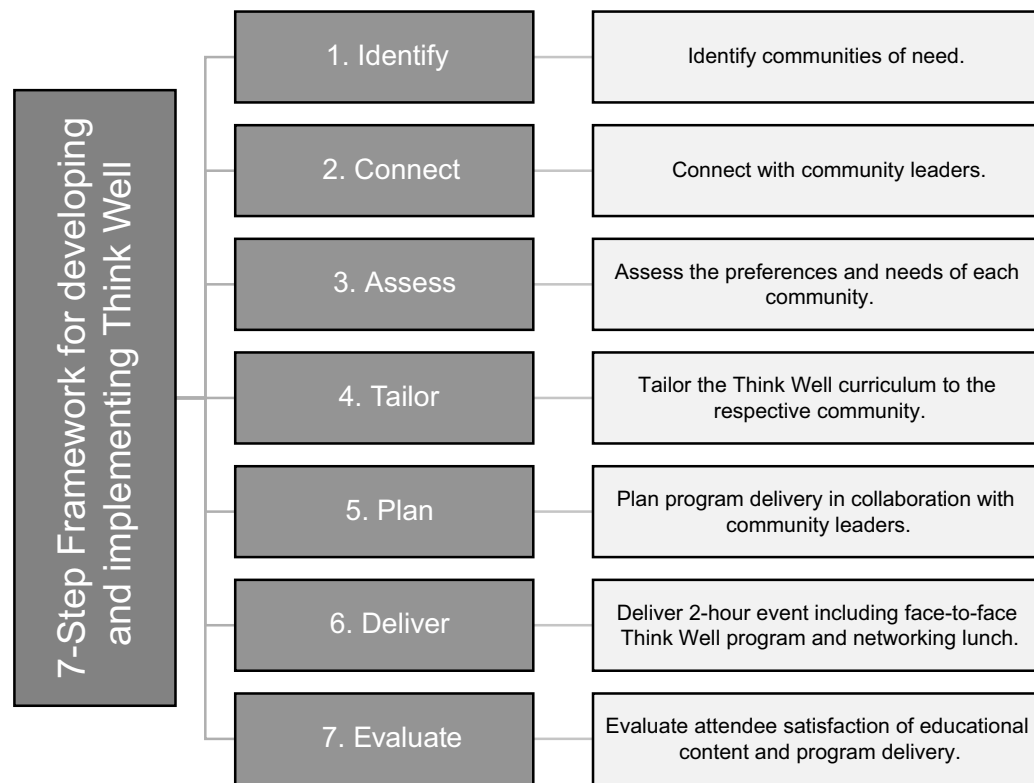 7-Step Framework for developing
and implementing Think Well
1. Identify
Identify communities of need.
2. Connect
Connect with community leaders.
3. Assess
Assess the preferences and needs of each
community.
4. Tailor
Tailor the Think Well curriculum to the
respective community.
5. Plan
Plan program delivery in collaboration with
community leaders.
6. Deliver
Deliver 2-hour event including face-to-face
Think Well program and networking lunch.
7. Evaluate
Evaluate attendee satisfaction of educational
content and program delivery.